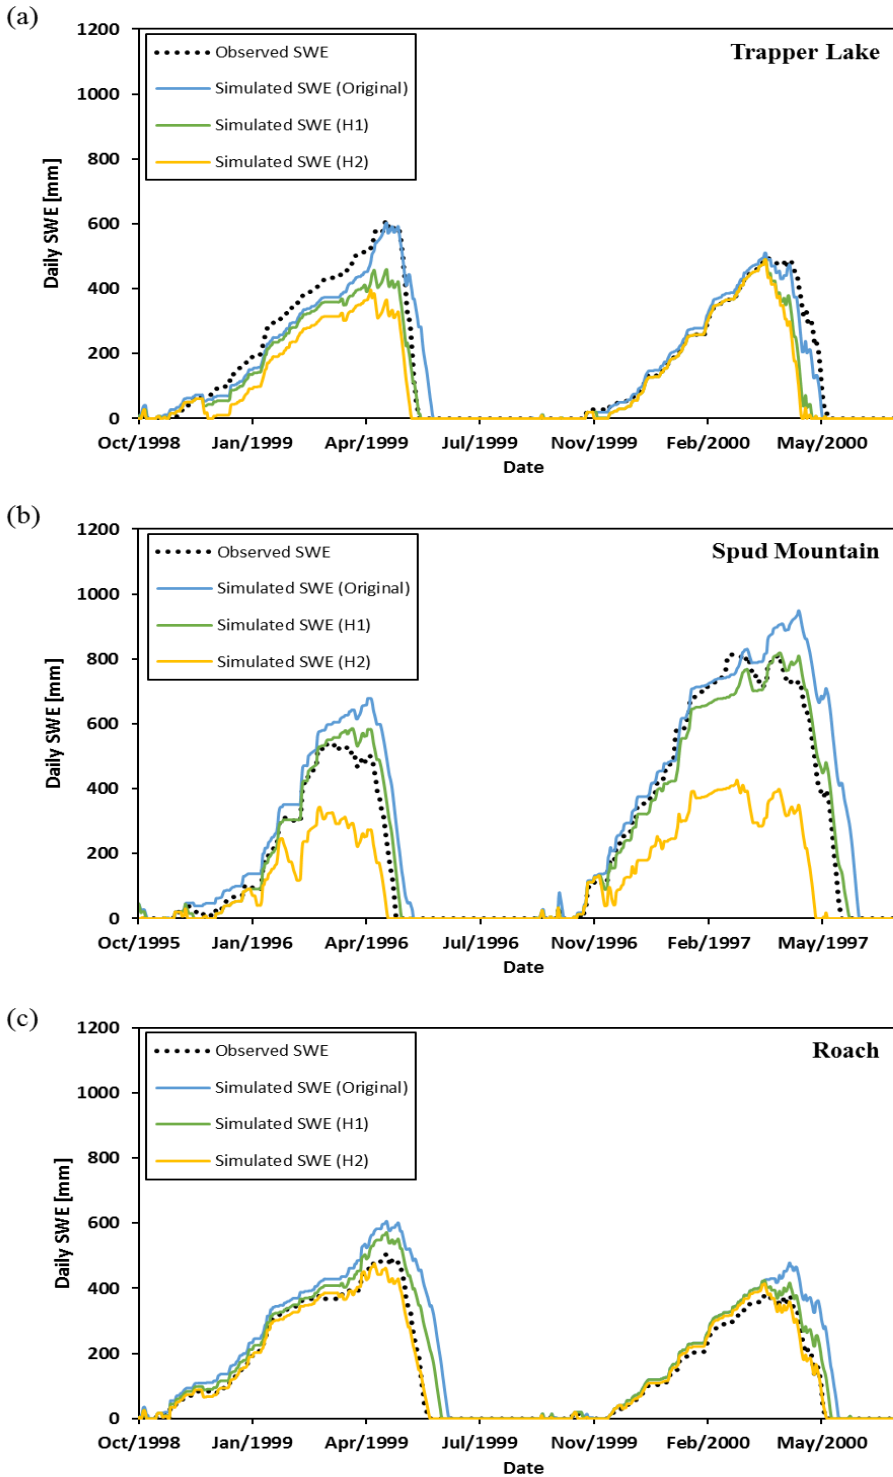 (a)
1200
1000
800
600
400
200
0
Daily SWE [mm]
Observed SWE
Simulated SWE (Original)
Simulated SWE (H1)
Simulated SWE (H2)
Trapper Lake
Oct/1998 Jan/1999 Apr/1999 Jul/1999 Nov/1999 Feb/2000 May/2000
Date
(b)
1200
1000
800
600
400
200
0
Daily SWE [mm]
Observed SWE
Simulated SWE (Original)
Simulated SWE (H1)
Simulated SWE (H2)
Spud Mountain
Oct/1995 Jan/1996 Apr/1996 Jul/1996 Nov/1996 Feb/1997 May/1997
Date
(c)
1200
1000
800
600
400
200
0
Daily SWE [mm]
Observed SWE
Simulated SWE (Original)
Simulated SWE (H1)
Simulated SWE (H2)
Roach
Oct/1998 Jan/1999 Apr/1999 Jul/1999 Nov/1999 Feb/2000 May/2000
Date